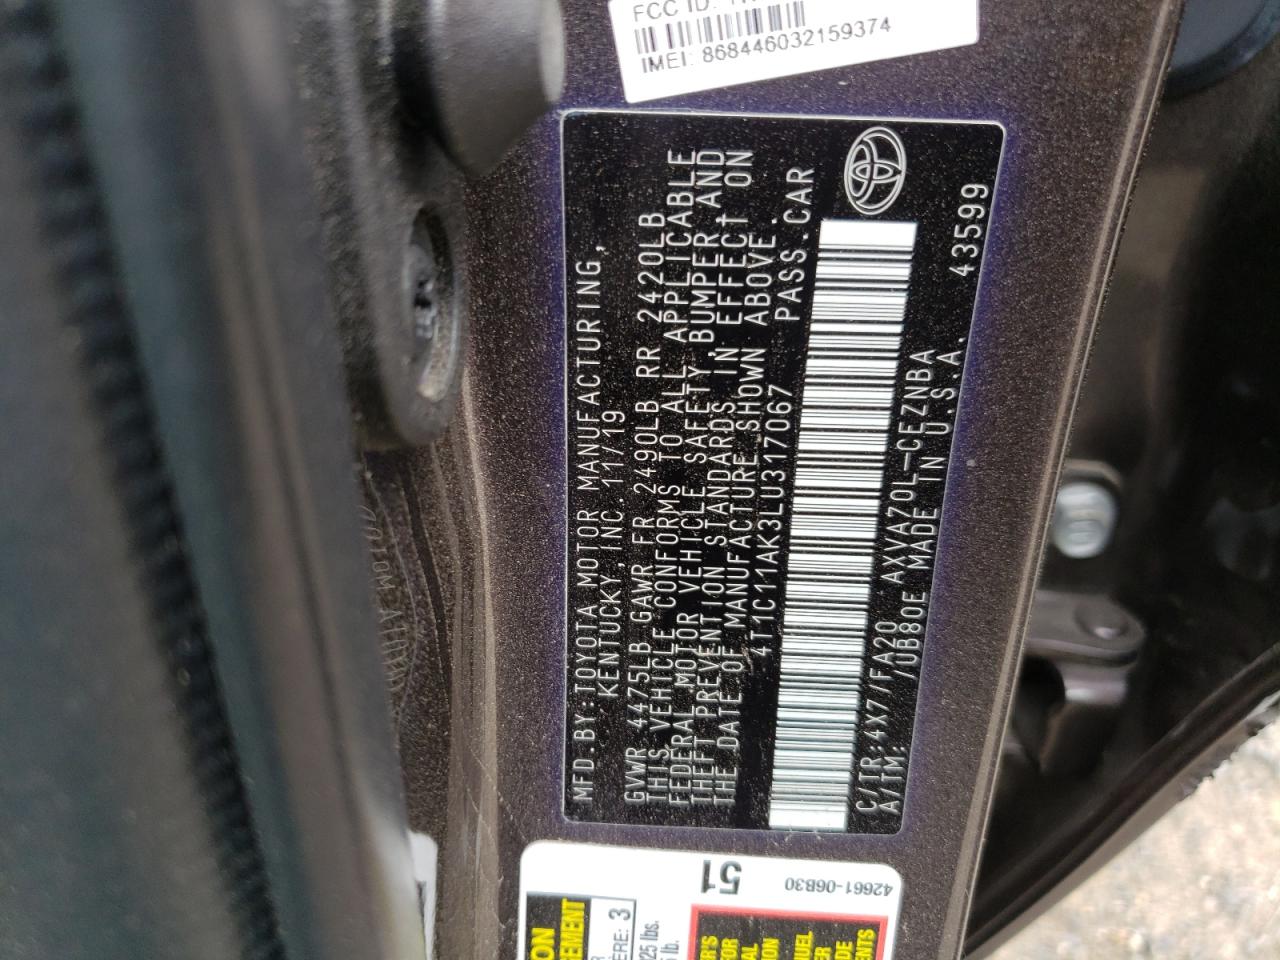 FCC ID:
IMEI: 868446032159374
MFD.BY:TOYOTA MOTOR MANUFACTURING,
KENTUCKY,INC. 11/19
GVWR 4475LB GAWR FR 2490LB RR 2420LB
THIS VEHICLE CONFORMS TO ALL APPLICABLE
FEDERAL MOTOR VEHICLE SAFETY, BUMPER,AND
THEFT PREVENTION STANDARDS IN EFFECT ON
THE DATE OF MANUFACTURE SHOWN ABOVE.
4T1C11AK3LU317067 PASS.CAR
C/TR:4X7/FA20 AXVA70L-CEZNBA 43599
A/TM: /UB80E MADE IN U.S.A.
51
42661-06B30